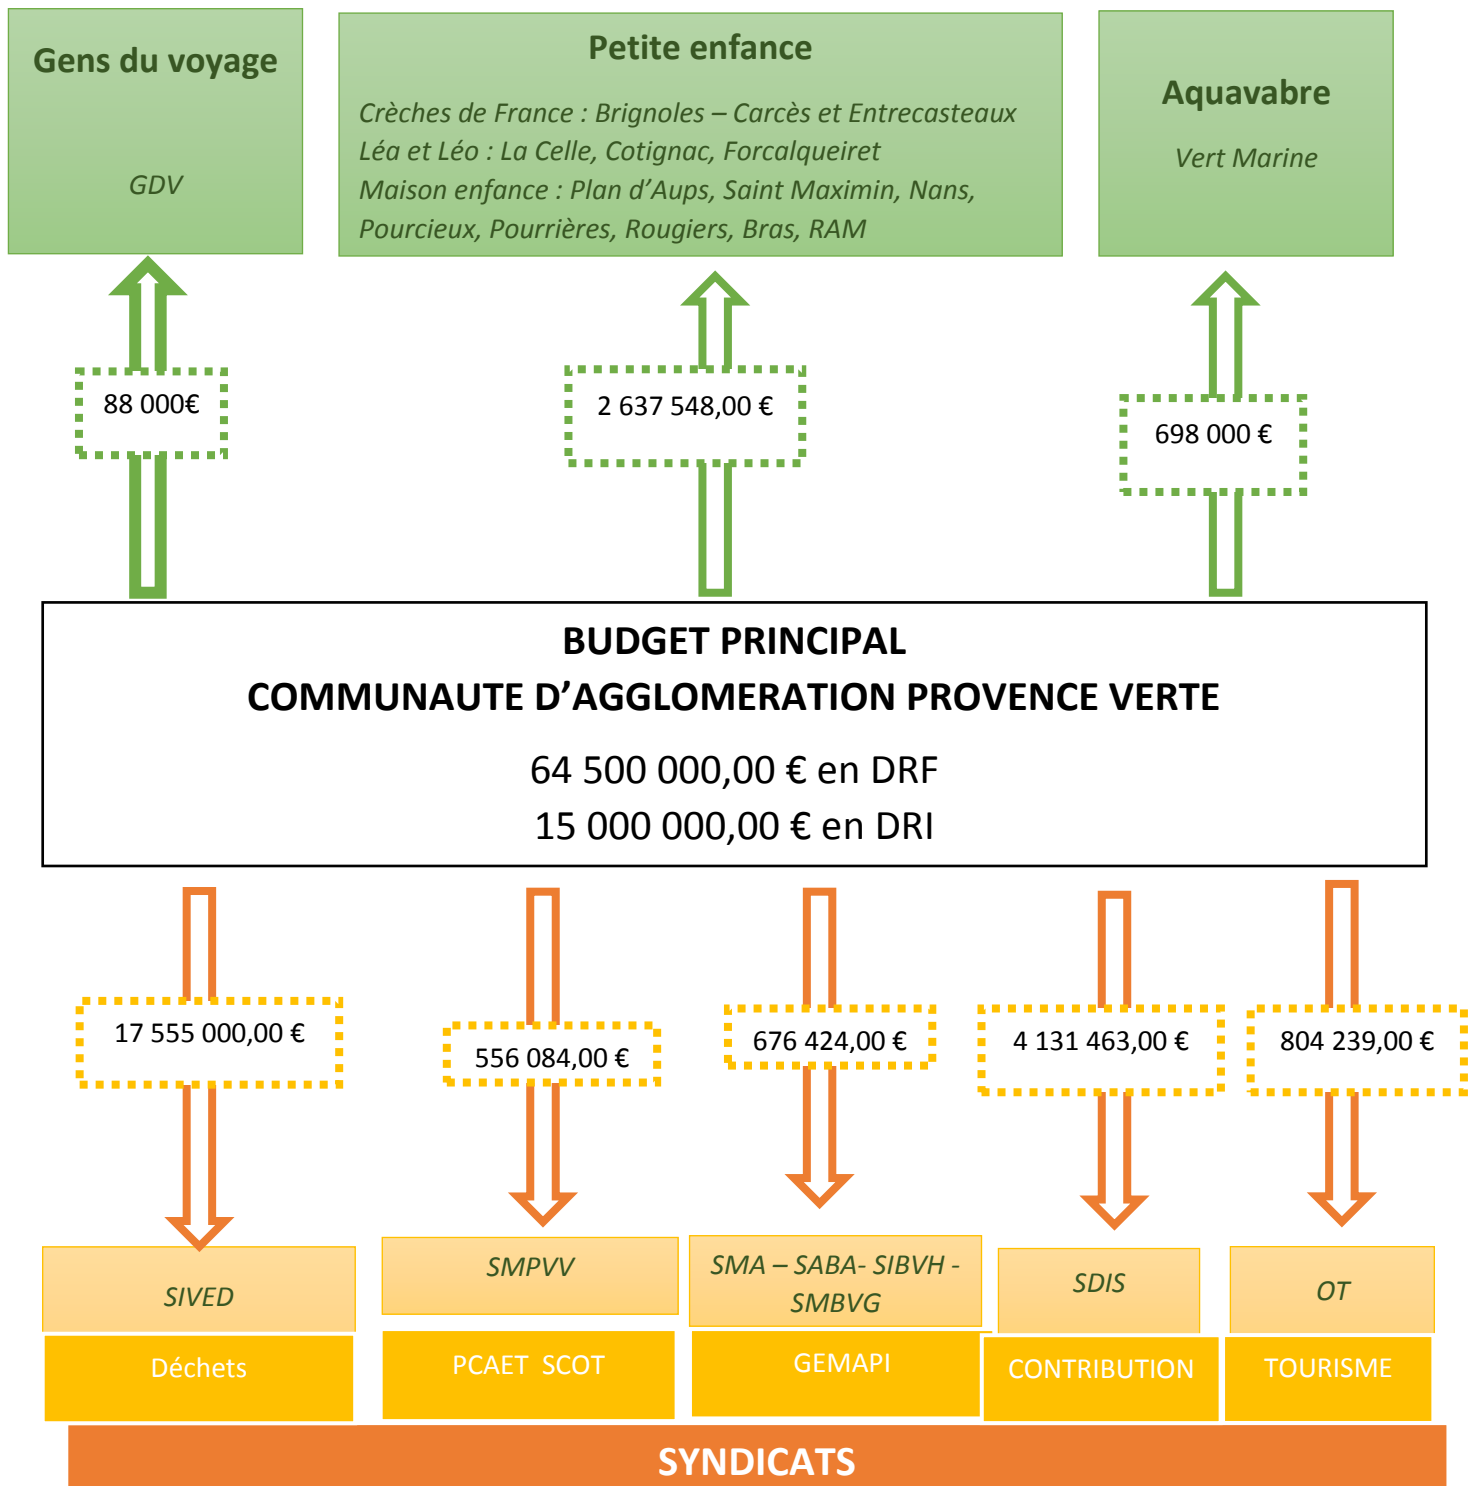 Gens du voyage
GDV
Petite enfance
Crèches de France : Brignoles – Carcès et Entrecasteaux
Léa et Léo : La Celle, Cotignac, Forcalqueiret
Maison enfance : Plan d’Aups, Saint Maximin, Nans,
Pourcieux, Pourrières, Rougiers, Bras, RAM
Aquavabre
Vert Marine
88 000€
2 637 548,00 €
698 000 €
BUDGET PRINCIPAL
COMMUNAUTE D’AGGLOMERATION PROVENCE VERTE
64 500 000,00 € en DRF
15 000 000,00 € en DRI
17 555 000,00 €
556 084,00 €
676 424,00 €
4 131 463,00 €
804 239,00 €
SIVED
Déchets
SMPVV
PCAET SCOT
SMA – SABA- SIBVH -
SMBVG
GEMAPI
SDIS
CONTRIBUTION
OT
TOURISME
SYNDICATS